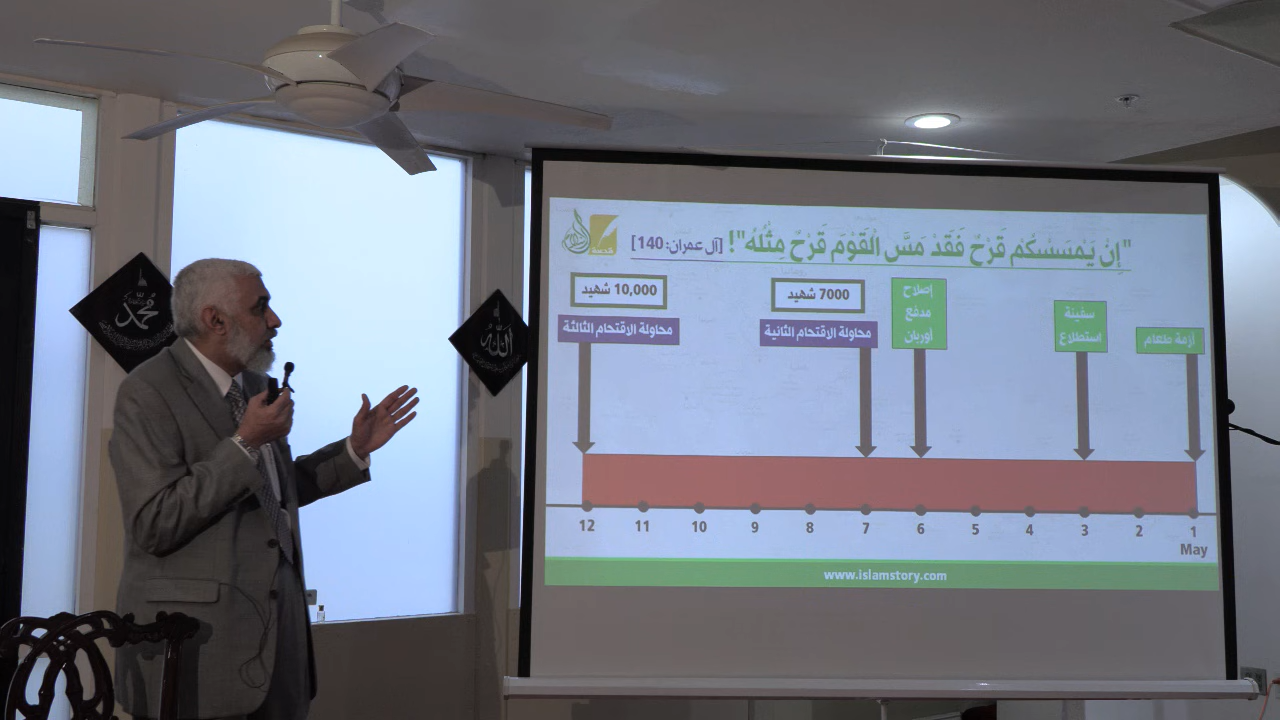 "إِنْ يَمْسَسْكُمْ قَرْحٌ فَقَدْ مَسَّ الْقَوْمَ قَرْحٌ مِثْلُهُ"! [آل عمران: 140]
أزمة طعام
سفينة
استطلاع
إصلاح
مدفع
أوربان
7000 شهيد
محاولة الاقتحام الثانية
10,000 شهيد
محاولة الاقتحام الثالثة
12 11 10 9 8 7 6 5 4 3 2 1
May
www.islamstory.com
محمد
الله